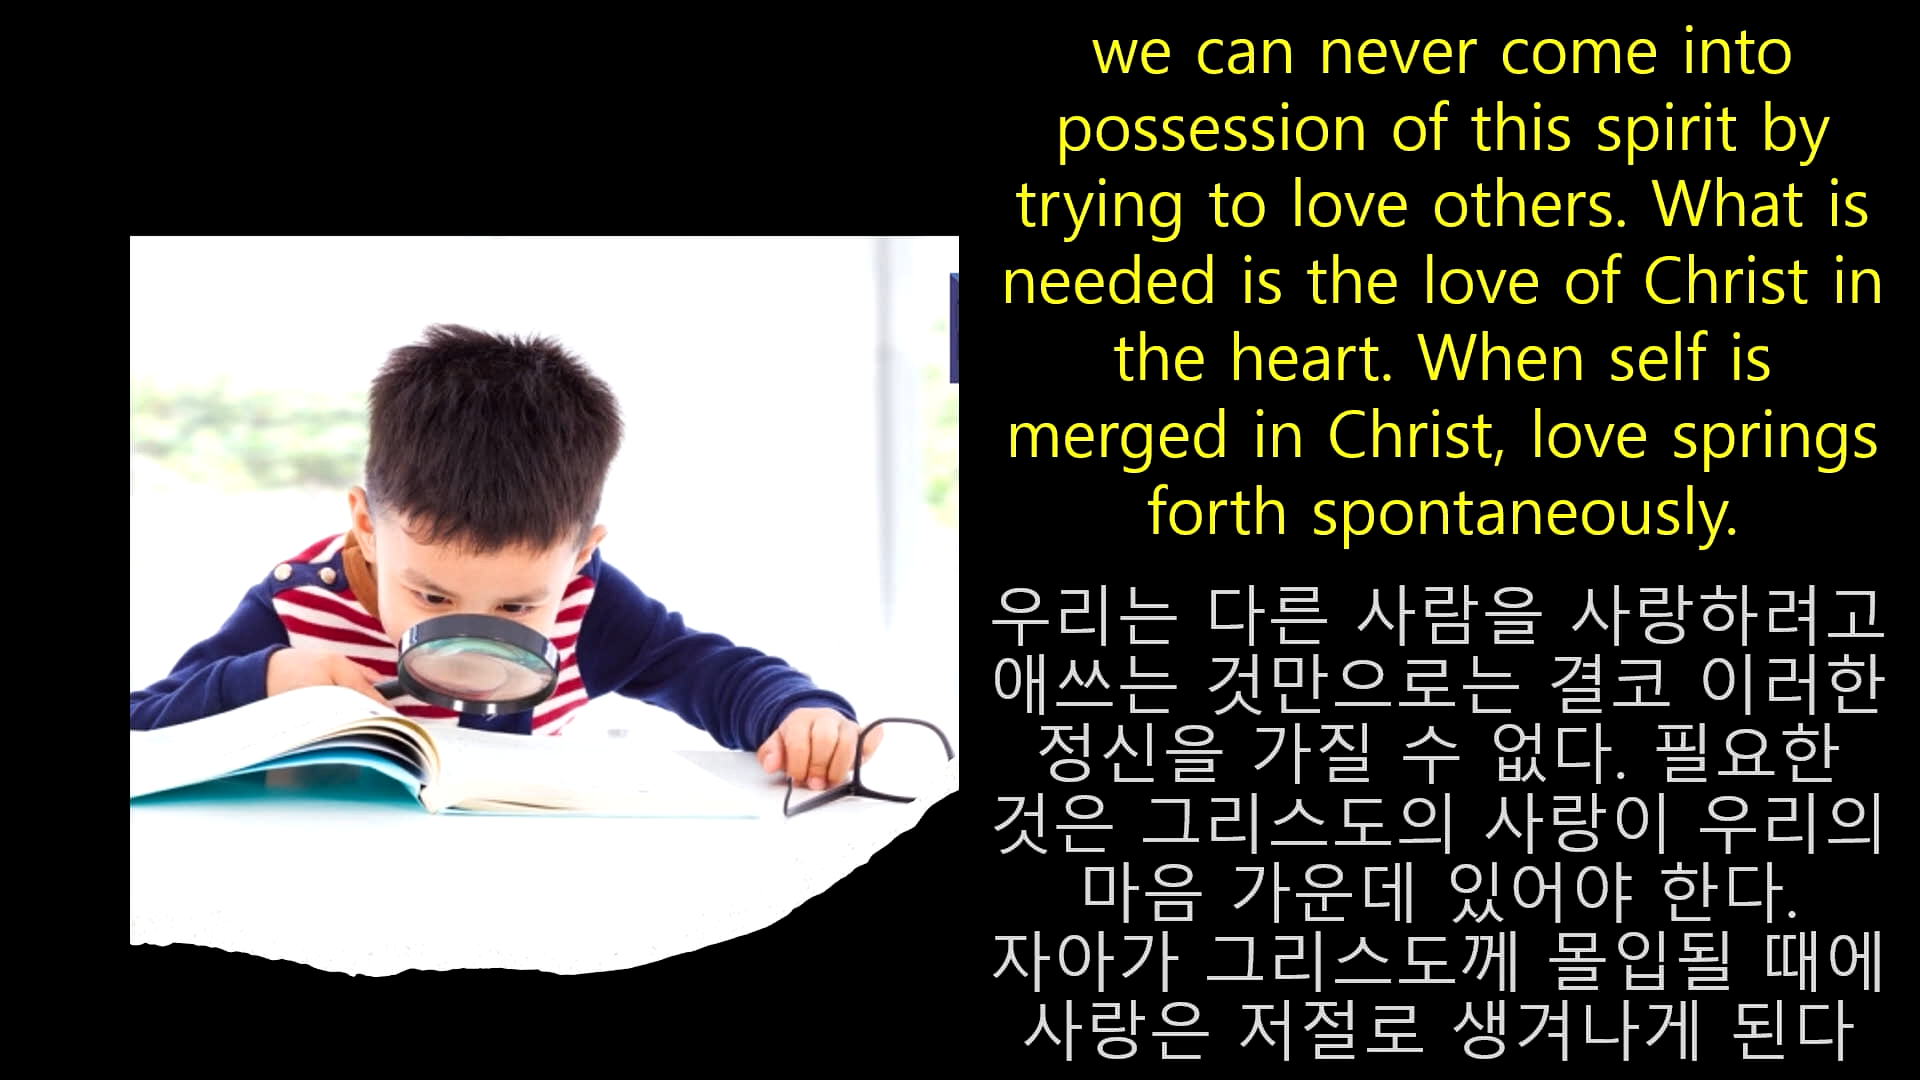 we can never come into
possession of this spirit by
trying to love others. What is
needed is the love of Christ in
the heart. When self is
merged in Christ, love springs
forth spontaneously.
우리는 다른 사람을 사랑하려고
애쓰는 것만으로는 결코 이러한
정신을 가질 수 없다. 필요한
것은 그리스도의 사랑이 우리의
마음 가운데 있어야 한다.
자아가 그리스도께 몰입될 때에
사랑은 저절로 생겨나게 된다